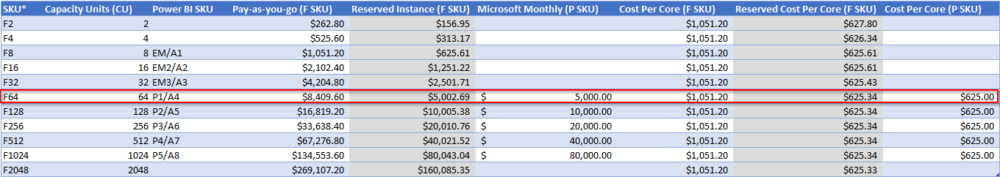 SKU* Capacity Units (CU) Power BI SKU Pay-as-you-go (F SKU) Reserved Instance (F SKU) Microsoft Monthly (P SKU) Cost Per Core (F SKU) Reserved Cost Per Core (F SKU) Cost Per Core (P SKU)
F2 2 $262.80 $156.95 $1,051.20 $627.80
F4 4 $525.60 $313.17 $1,051.20 $626.34
F8 8 EM/A1 $1,051.20 $625.61 $1,051.20 $625.61
F16 16 EM2/A2 $2,102.40 $1,251.22 $1,051.20 $625.61
F32 32 EM3/A3 $4,204.80 $2,501.71 $1,051.20 $625.43
F64 64 P1/A4 $8,409.60 $5,002.69 $ 5,000.00 $1,051.20 $625.34 $625.00
F128 128 P2/A5 $16,819.20 $10,005.38 $ 10,000.00 $1,051.20 $625.34 $625.00
F256 256 P3/A6 $33,638.40 $20,010.76 $ 20,000.00 $1,051.20 $625.34 $625.00
F512 512 P4/A7 $67,276.80 $40,021.52 $ 40,000.00 $1,051.20 $625.34 $625.00
F1024 1024 P5/A8 $134,553.60 $80,043.04 $ 80,000.00 $1,051.20 $625.34 $625.00
F2048 2048 $269,107.20 $160,085.35 $1,051.20 $625.33